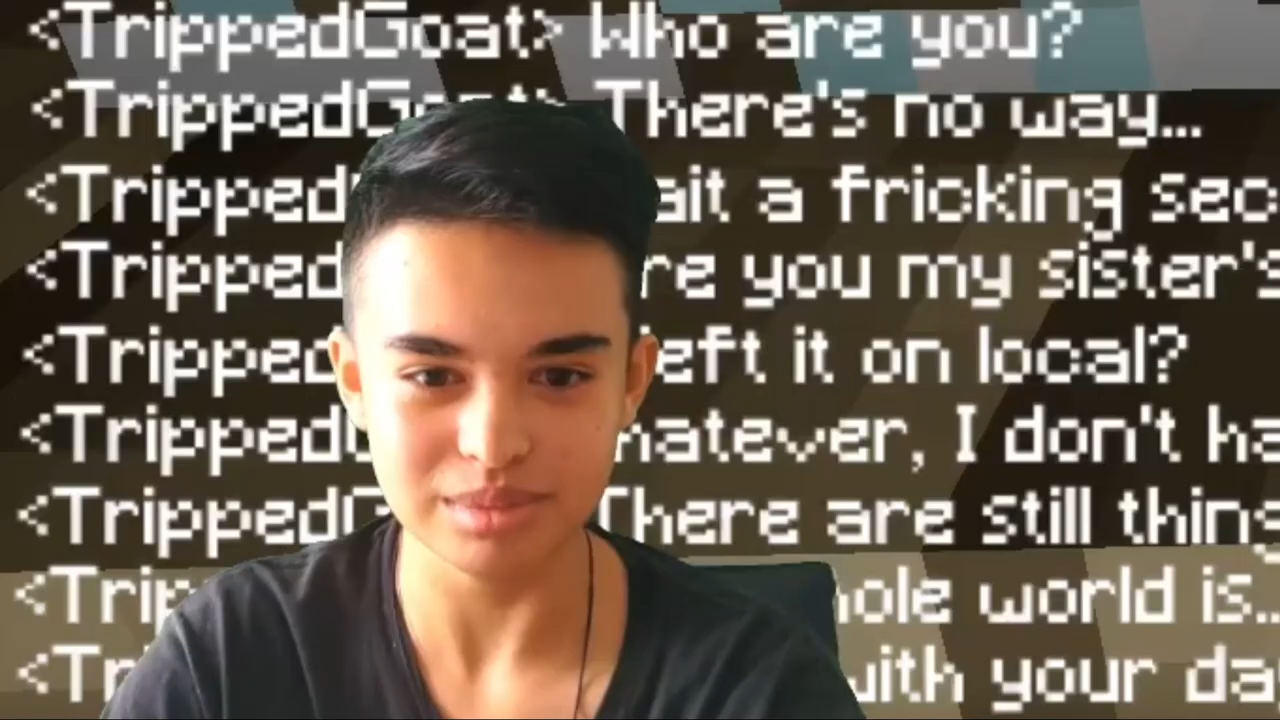 <TrippedGoat> Who are you?
<TrippedG There's no way...
<Tripped ait a fricking sec
<Tripped re you my sister's
<Tripped eft it on local?
<Tripped hatever, I don't ha
<TrippedG There are still thing
<Trip hole world is..
<Tr with your da